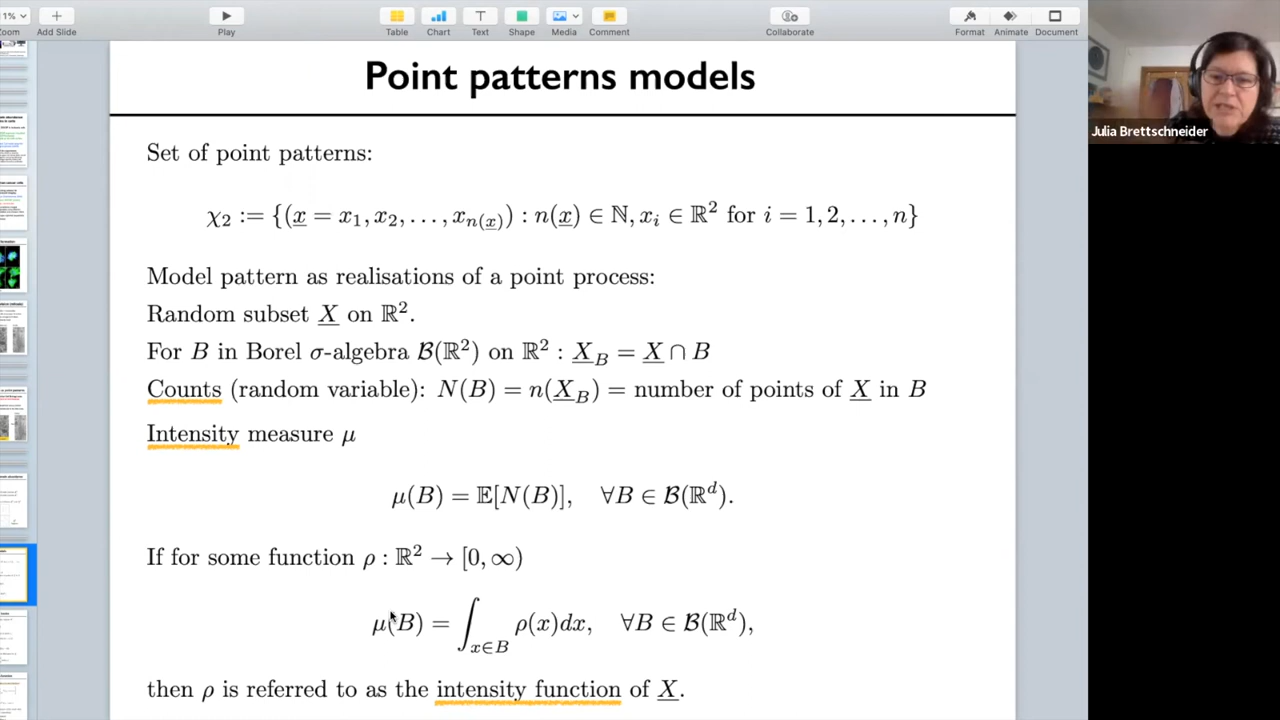 1%
Zoom
Add Slide
Play
Table
Chart
Text
Shape
Media
Comment
Collaborate
Format
Animate
Document
Julia Brettschneider
Point patterns models
Set of point patterns:
χ₂ := {(x = x₁, x₂, . . . , xₙ₍ₓ₎) : n(x) ∈ ℕ, xᵢ ∈ ℝ² for i = 1, 2, . . . , n}
Model pattern as realisations of a point process:
Random subset X on ℝ².
For B in Borel σ-algebra ℬ(ℝ²) on ℝ² : X_B = X ∩ B
Counts (random variable): N(B) = n(X_B) = number of points of X in B
Intensity measure μ
μ(B) = 𝔼[N(B)], ∀B ∈ ℬ(ℝᵈ).
If for some function ρ : ℝ² → [0, ∞)
μ(B) = ∫_{x∈B} ρ(x)dx, ∀B ∈ ℬ(ℝᵈ),
then ρ is referred to as the intensity function of X.